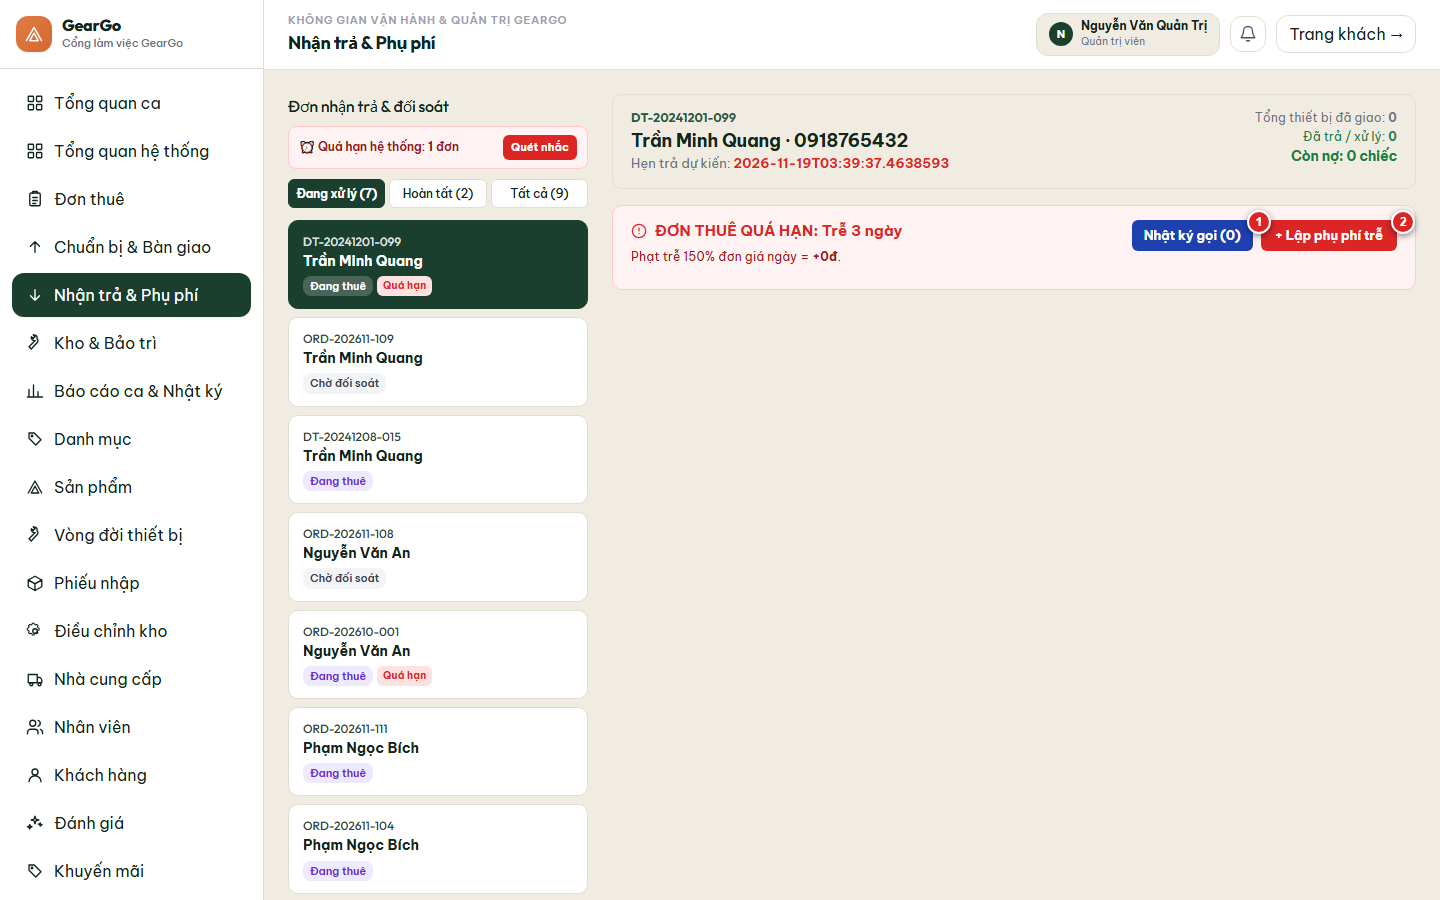 GearGo
Cổng làm việc GearGo
Tổng quan ca
Tổng quan hệ thống
Đơn thuê
Chuẩn bị & Bàn giao
Nhận trả & Phụ phí
Kho & Bảo trì
Báo cáo ca & Nhật ký
Danh mục
Sản phẩm
Vòng đời thiết bị
Phiếu nhập
Điều chỉnh kho
Nhà cung cấp
Nhân viên
Khách hàng
Đánh giá
Khuyến mãi
KHÔNG GIAN VẬN HÀNH & QUẢN TRỊ GEARGO
Nhận trả & Phụ phí
N
Nguyễn Văn Quản Trị
Quản trị viên
Trang khách →
Đơn nhận trả & đối soát
Quá hạn hệ thống: 1 đơn
Quét nhắc
Đang xử lý (7)
Hoàn tất (2)
Tất cả (9)
DT-20241201-099
Trần Minh Quang
Đang thuê
Quá hạn
ORD-202611-109
Trần Minh Quang
Chờ đối soát
DT-20241208-015
Trần Minh Quang
Đang thuê
ORD-202611-108
Nguyễn Văn An
Chờ đối soát
ORD-202610-001
Nguyễn Văn An
Đang thuê
Quá hạn
ORD-202611-111
Phạm Ngọc Bích
Đang thuê
ORD-202611-104
Phạm Ngọc Bích
Đang thuê
DT-20241201-099
Trần Minh Quang · 0918765432
Hẹn trả dự kiến: 2026-11-19T03:39:37.4638593
Tổng thiết bị đã giao: 0
Đã trả / xử lý: 0
Còn nợ: 0 chiếc
ĐƠN THUÊ QUÁ HẠN: Trễ 3 ngày
Phạt trễ 150% đơn giá ngày = +0đ.
Nhật ký gọi (0)
1
+ Lập phụ phí trễ
2